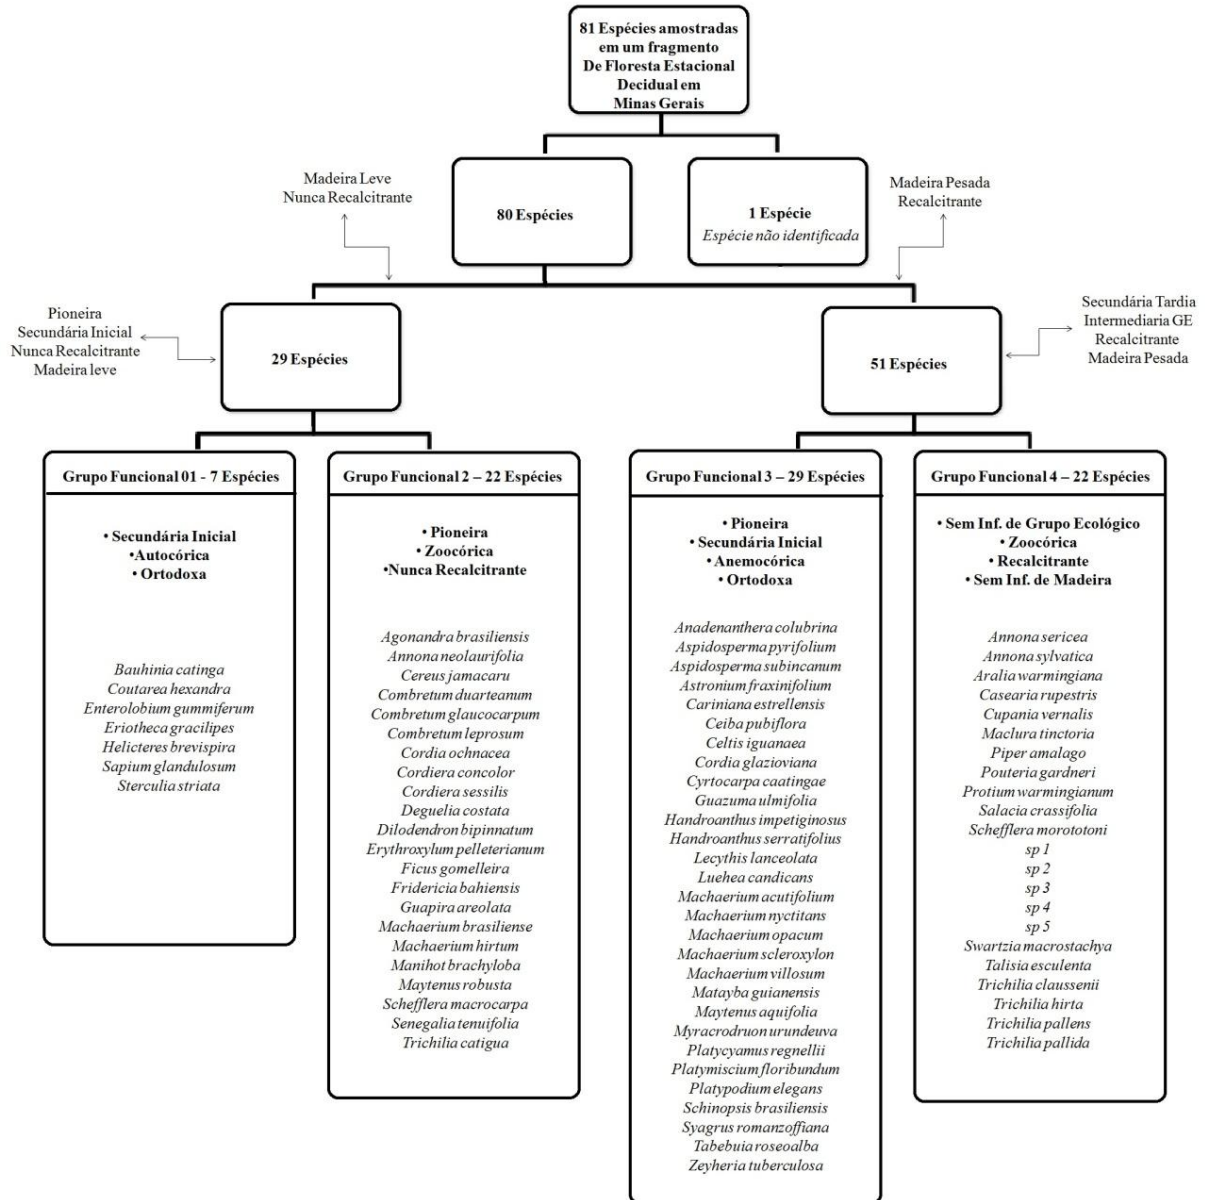 81 Espécies amostradas
em um fragmento
De Floresta Estacional
Decidual em
Minas Gerais
80 Espécies
1 Espécie
Espécie não identificada
Madeira Leve
Nunca Recalcitrante
Madeira Pesada
Recalcitrante
Pioneira
Secundária Inicial
Nunca Recalcitrante
Madeira leve
29 Espécies
51 Espécies
Secundária Tardia
Intermediaria GE
Recalcitrante
Madeira Pesada
Grupo Funcional 01 - 7 Espécies
• Secundária Inicial
•Autocórica
• Ortodoxa
Bauhinia catinga
Coutarea hexandra
Enterolobium gummiferum
Eriotheca gracilipes
Helicteres brevispira
Sapium glandulosum
Sterculia striata
Grupo Funcional 2 – 22 Espécies
• Pioneira
• Zoocórica
•Nunca Recalcitrante
Agonandra brasiliensis
Annona neolaurifolia
Cereus jamacaru
Combretum duarteanum
Combretum glaucocarpum
Combretum leprosum
Cordia ochnacea
Cordiera concolor
Cordiera sessilis
Deguelia costata
Dilodendron bipinnatum
Erythroxylum pelleterianum
Ficus gomelleira
Fridericia bahiensis
Guapira areolata
Machaerium brasiliense
Machaerium hirtum
Manihot brachyloba
Maytenus robusta
Schefflera macrocarpa
Senegalia tenuifolia
Trichilia catigua
Grupo Funcional 3 – 29 Espécies
• Pioneira
• Secundária Inicial
• Anemocórica
• Ortodoxa
Anadenanthera colubrina
Aspidosperma pyrifolium
Aspidosperma subincanum
Astronium fraxinifolium
Cariniana estrellensis
Ceiba pubiflora
Celtis iguanaea
Cordia glazioviana
Cyrtocarpa caatingae
Guazuma ulmifolia
Handroanthus impetiginosus
Handroanthus serratifolius
Lecythis lanceolata
Luehea candicans
Machaerium acutifolium
Machaerium nyctitans
Machaerium opacum
Machaerium scleroxylon
Machaerium villosum
Matayba guianensis
Maytenus aquifolia
Myracrodruon urundeuva
Platycyamus regnellii
Platymiscium floribundum
Platypodium elegans
Schinopsis brasiliensis
Syagrus romanzoffiana
Tabebuia roseoalba
Zeyheria tuberculosa
Grupo Funcional 4 – 22 Espécies
• Sem Inf. de Grupo Ecológico
• Zoocórica
• Recalcitrante
• Sem Inf. de Madeira
Annona sericea
Annona sylvatica
Aralia warmingiana
Casearia rupestris
Cupania vernalis
Maclura tinctoria
Piper amalago
Pouteria gardneri
Protium warmingianum
Salacia crassifolia
Schefflera morototoni
sp 1
sp 2
sp 3
sp 4
sp 5
Swartzia macrostachya
Talisia esculenta
Trichilia claussenii
Trichilia hirta
Trichilia pallens
Trichilia pallida